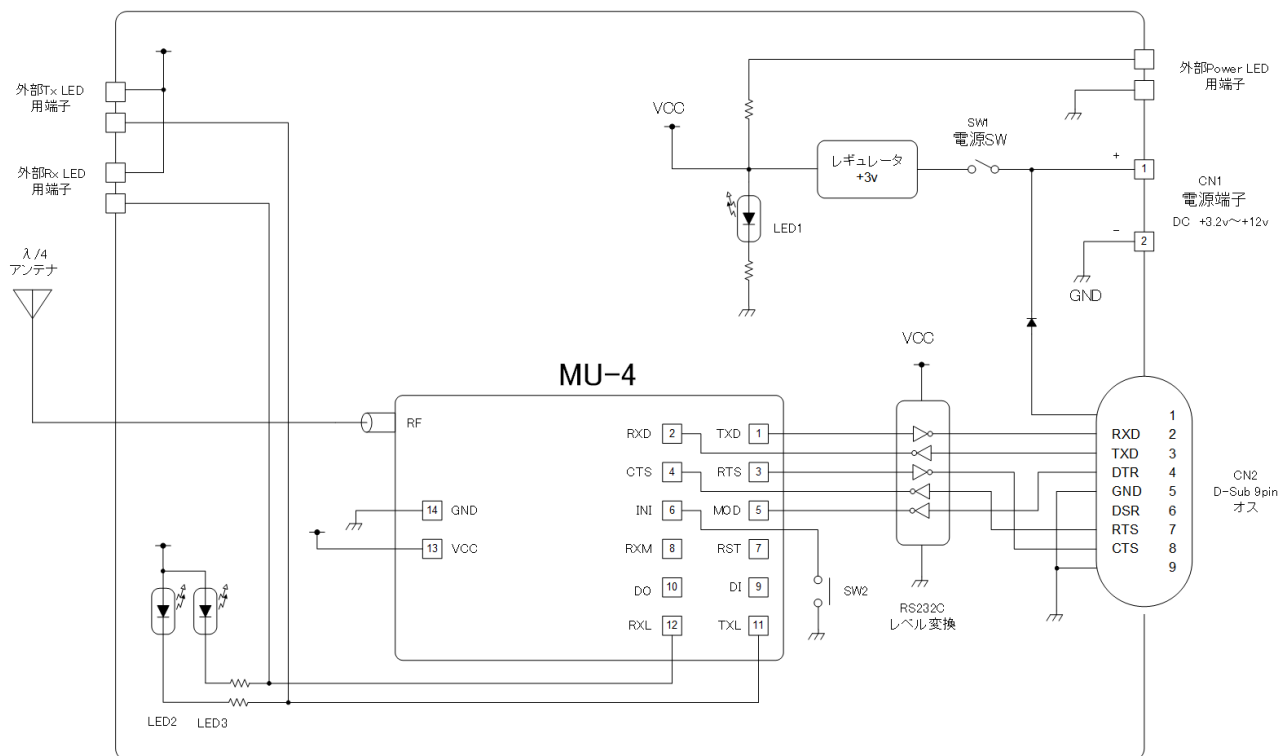 外部Tx LED
用端子
外部Rx LED
用端子
λ/4
アンテナ
VCC
レギュレータ
+3v
SW1
電源SW
LED1
外部Power LED
用端子
+
1
CN1
電源端子
DC +3.2v～+12v
−
2
GND
MU-4
RF
RXD 2 TXD 1
CTS 4 RTS 3
INI 6 MOD 5
RXM 8 RST 7
DO 10 DI 9
RXL 12 TXL 11
14 GND
13 VCC
VCC
RS232C
レベル変換
SW2
1
RXD 2
TXD 3
DTR 4
GND 5
DSR 6
RTS 7
CTS 8
9
CN2
D-Sub 9pin
オス
LED2
LED3